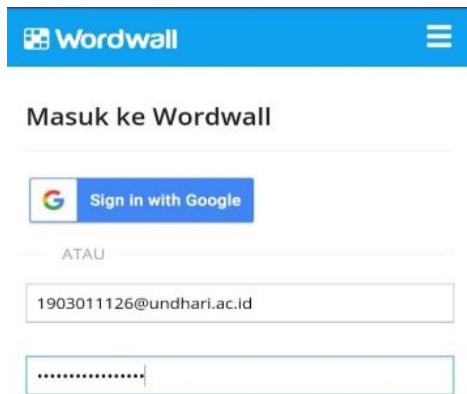 Wordwall
Masuk ke Wordwall
Sign in with Google
ATAU
1903011126@undhari.ac.id
•••••••••••••••••